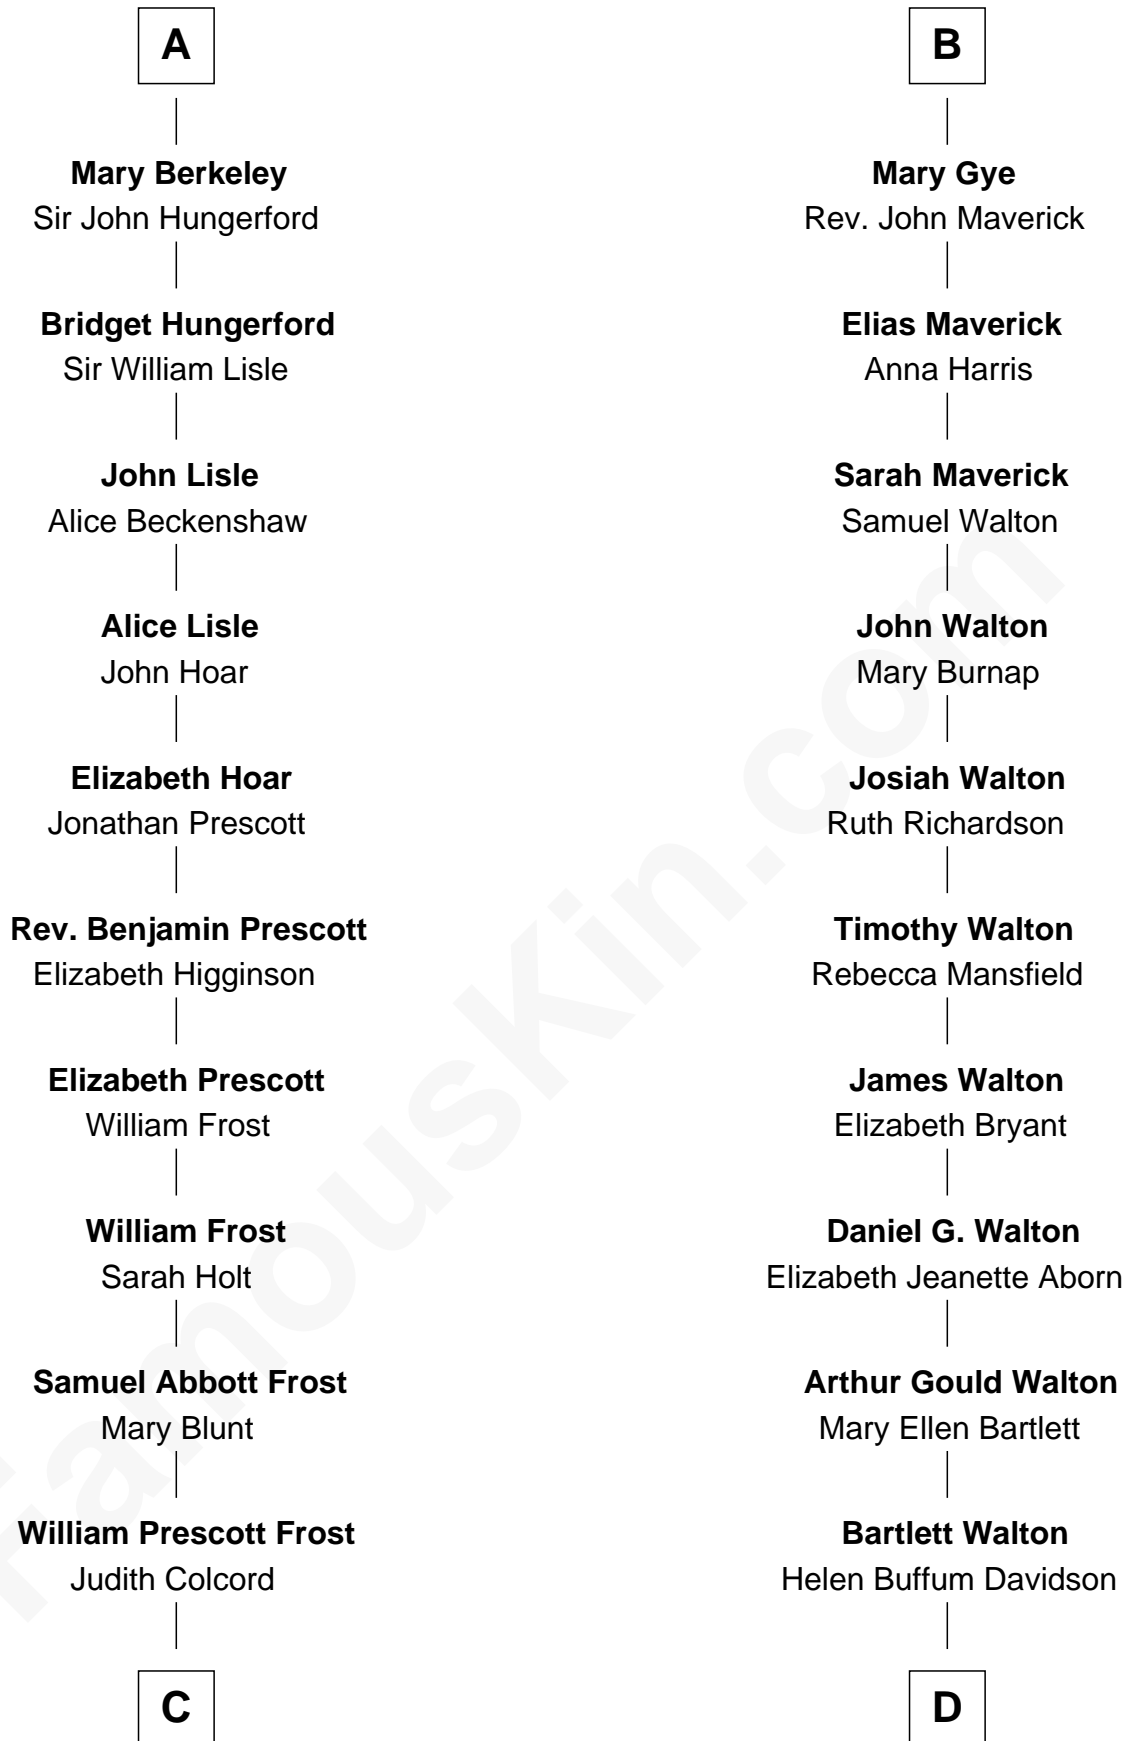 A
Mary Berkeley
Sir John Hungerford
Bridget Hungerford
Sir William Lisle
John Lisle
Alice Beckenshaw
Alice Lisle
John Hoar
Elizabeth Hoar
Jonathan Prescott
Rev. Benjamin Prescott
Elizabeth Higginson
Elizabeth Prescott
William Frost
William Frost
Sarah Holt
Samuel Abbott Frost
Mary Blunt
William Prescott Frost
Judith Colcord
C
B
Mary Gye
Rev. John Maverick
Elias Maverick
Anna Harris
Sarah Maverick
Samuel Walton
John Walton
Mary Burnap
Josiah Walton
Ruth Richardson
Timothy Walton
Rebecca Mansfield
James Walton
Elizabeth Bryant
Daniel G. Walton
Elizabeth Jeanette Aborn
Arthur Gould Walton
Mary Ellen Bartlett
Bartlett Walton
Helen Buffum Davidson
D
FamousKin.com